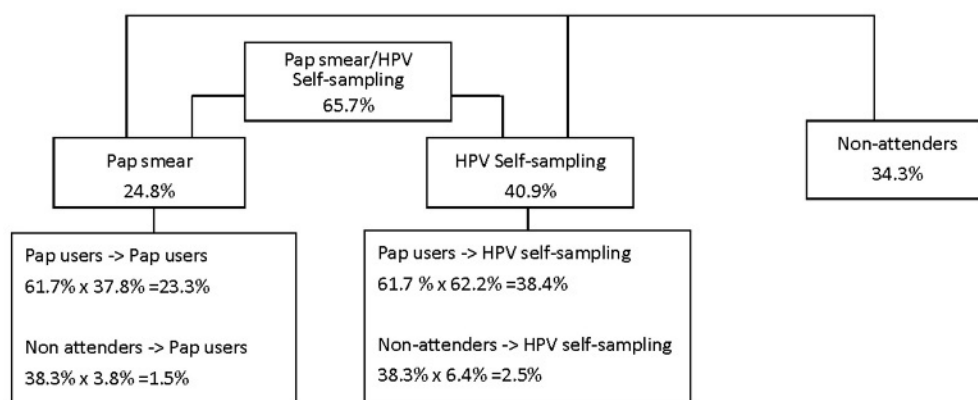 Pap smear/HPV
Self-sampling
65.7%
Pap smear
24.8%
HPV Self-sampling
40.9%
Non-attenders
34.3%
Pap users -> Pap users
61.7% x 37.8% =23.3%
Non attenders -> Pap users
38.3% x 3.8% =1.5%
Pap users -> HPV self-sampling
61.7 % x 62.2% =38.4%
Non-attenders -> HPV self-sampling
38.3% x 6.4% =2.5%